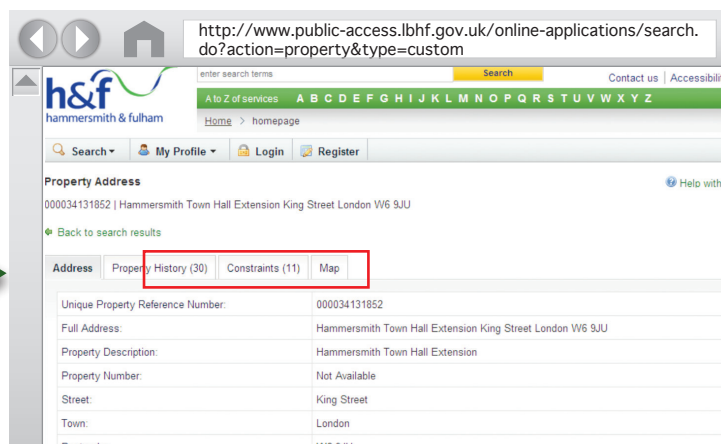 http://www.public-access.lbhf.gov.uk/online-applications/search.
do?action=property&type=custom
enter search terms Search Contact us | Accessibili
h&f
A to Z of services A B C D E F G H I J K L M N O P Q R S T U V W X Y Z
hammersmith & fulham
Home > homepage
Search My Profile Login Register
Property Address Help with
000034131852 | Hammersmith Town Hall Extension King Street London W6 9JU
Back to search results
Address Property History (30) Constraints (11) Map
Unique Property Reference Number: 000034131852
Full Address: Hammersmith Town Hall Extension King Street London W6 9JU
Property Description: Hammersmith Town Hall Extension
Property Number: Not Available
Street: King Street
Town: London